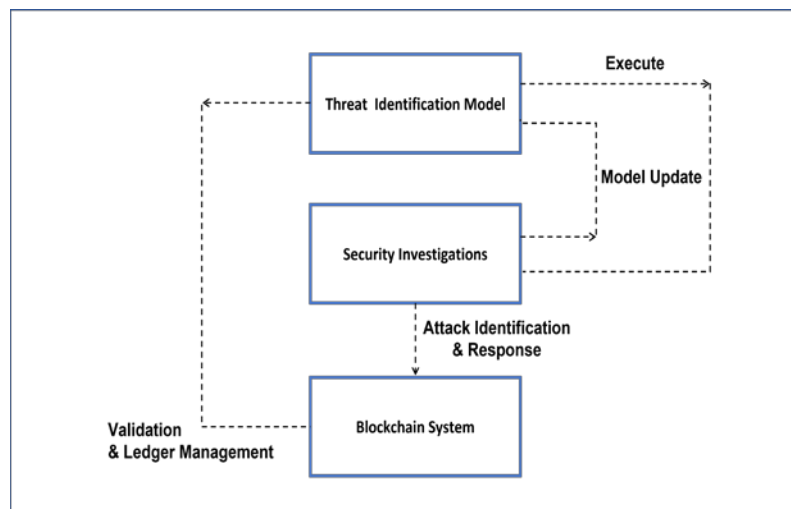 Execute
Threat Identification Model
Model Update
Security Investigations
Attack Identification
& Response
Blockchain System
Validation
& Ledger Management